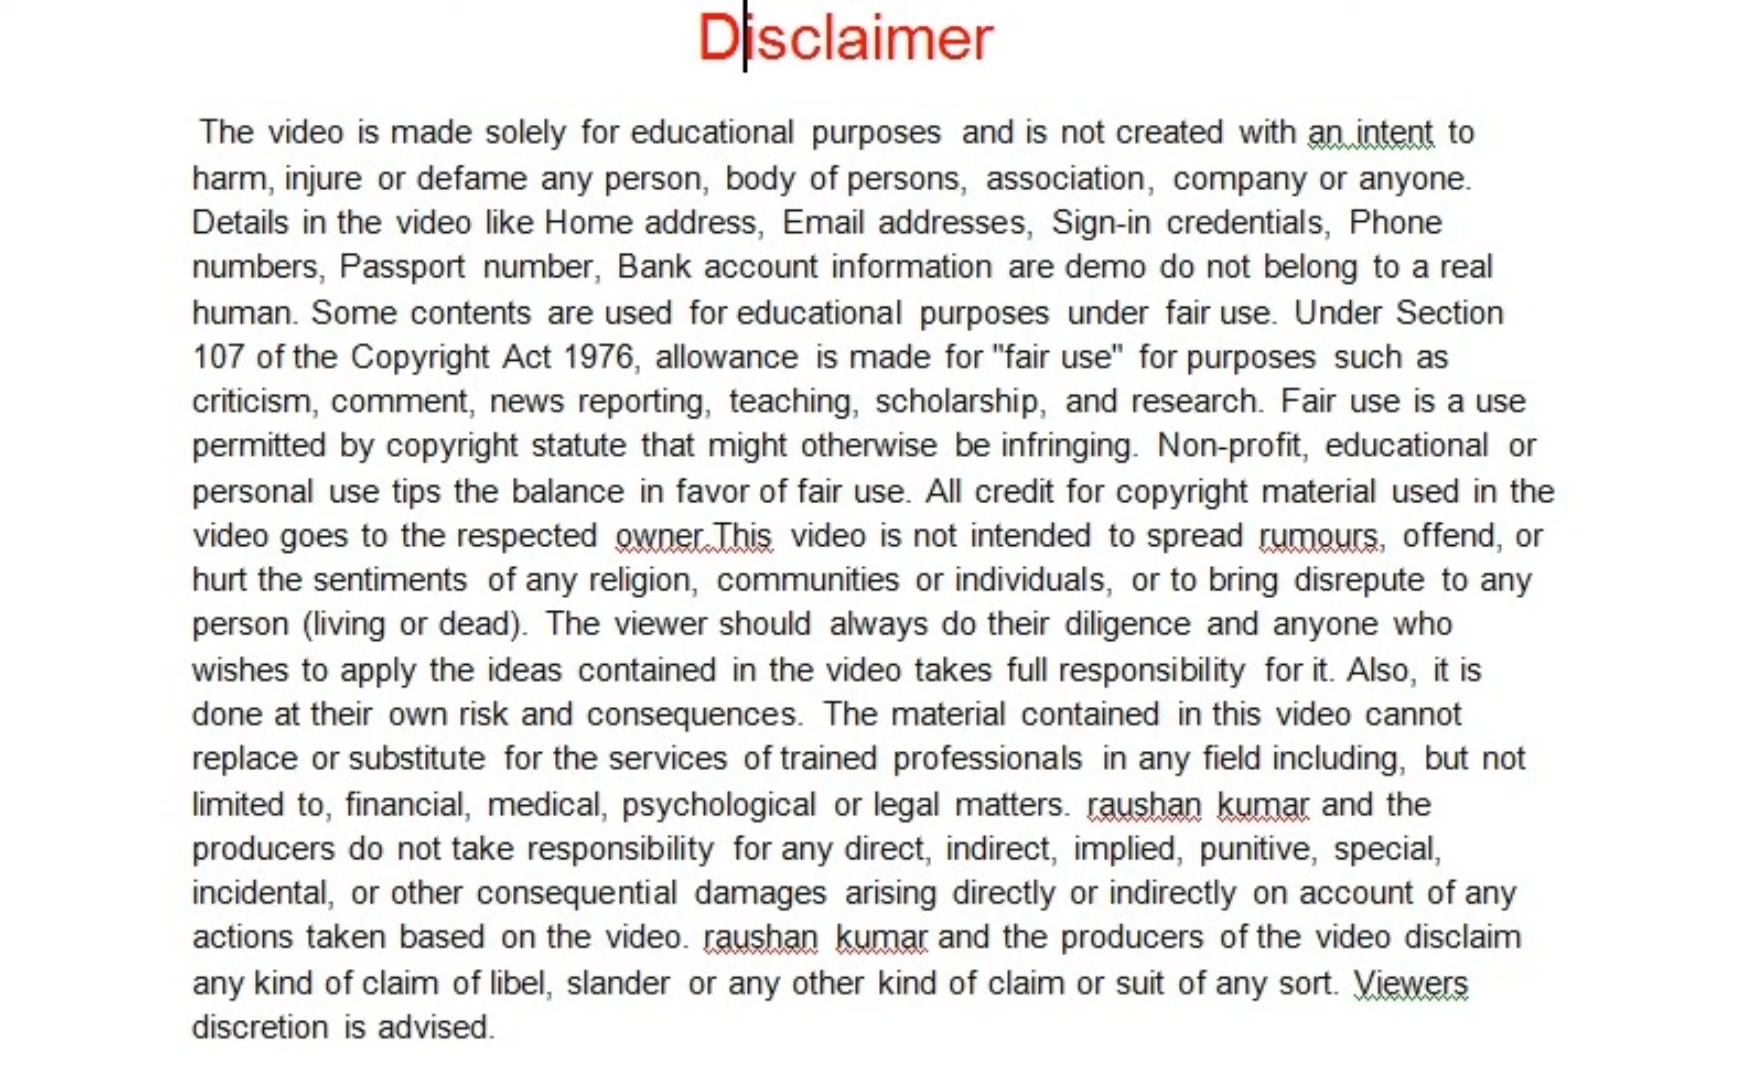 Disclaimer
The video is made solely for educational purposes and is not created with an intent to
harm, injure or defame any person, body of persons, association, company or anyone.
Details in the video like Home address, Email addresses, Sign-in credentials, Phone
numbers, Passport number, Bank account information are demo do not belong to a real
human. Some contents are used for educational purposes under fair use. Under Section
107 of the Copyright Act 1976, allowance is made for "fair use" for purposes such as
criticism, comment, news reporting, teaching, scholarship, and research. Fair use is a use
permitted by copyright statute that might otherwise be infringing. Non-profit, educational or
personal use tips the balance in favor of fair use. All credit for copyright material used in the
video goes to the respected owner.This video is not intended to spread rumours, offend, or
hurt the sentiments of any religion, communities or individuals, or to bring disrepute to any
person (living or dead). The viewer should always do their diligence and anyone who
wishes to apply the ideas contained in the video takes full responsibility for it. Also, it is
done at their own risk and consequences. The material contained in this video cannot
replace or substitute for the services of trained professionals in any field including, but not
limited to, financial, medical, psychological or legal matters. raushan kumar and the
producers do not take responsibility for any direct, indirect, implied, punitive, special,
incidental, or other consequential damages arising directly or indirectly on account of any
actions taken based on the video. raushan kumar and the producers of the video disclaim
any kind of claim of libel, slander or any other kind of claim or suit of any sort. Viewers
discretion is advised.